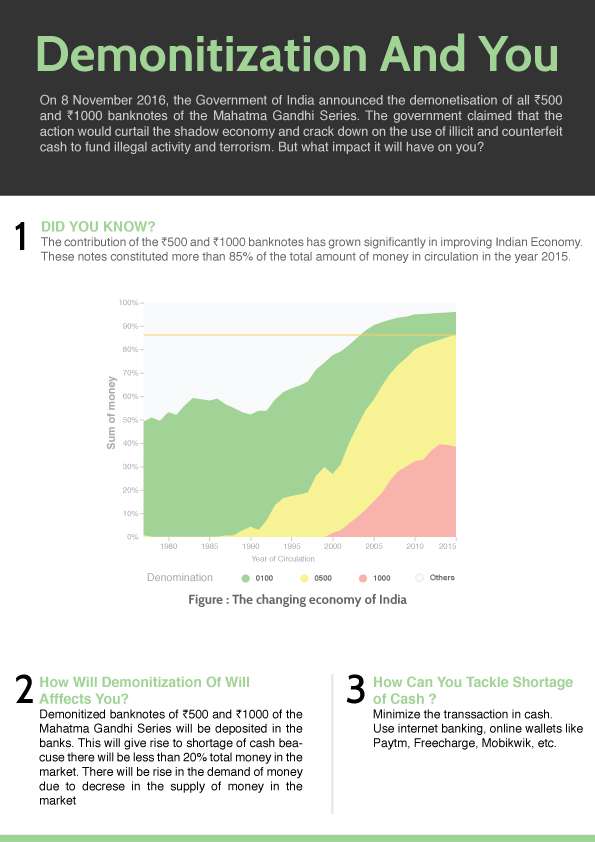 Demonitization And You
On 8 November 2016, the Government of India announced the demonetisation of all ₹500
and ₹1000 banknotes of the Mahatma Gandhi Series. The government claimed that the
action would curtail the shadow economy and crack down on the use of illicit and counterfeit
cash to fund illegal activity and terrorism. But what impact it will have on you?
1
DID YOU KNOW?
The contribution of the ₹500 and ₹1000 banknotes has grown significantly in improving Indian Economy.
These notes constituted more than 85% of the total amount of money in circulation in the year 2015.
100%
90%
80%
70%
60%
50%
40%
30%
20%
10%
0%
Sum of money
1980 1985 1990 1995 2000 2005 2010 2015
Year of Circulation
Denomination 0100 0500 1000 Others
Figure : The changing economy of India
2
How Will Demonitization Of Will
Afffects You?
Demonitized banknotes of ₹500 and ₹1000 of the
Mahatma Gandhi Series will be deposited in the
banks. This will give rise to shortage of cash bea-
cuse there will be less than 20% total money in the
market. There will be rise in the demand of money
due to decrese in the supply of money in the
market
3
How Can You Tackle Shortage
of Cash ?
Minimize the transsaction in cash.
Use internet banking, online wallets like
Paytm, Freecharge, Mobikwik, etc.